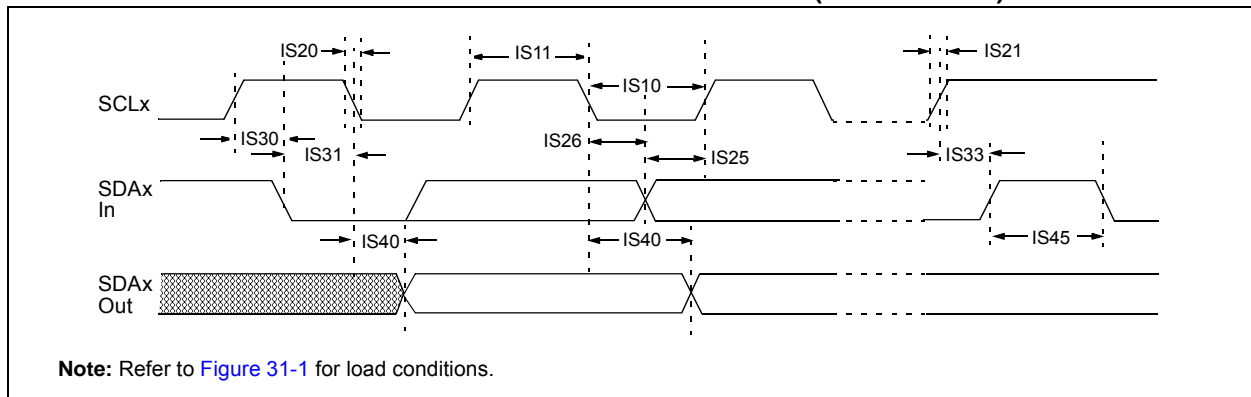 IS20
IS11
IS21
IS10
SCLx
IS30
IS31
IS26
IS25
IS33
SDAx
In
IS40
IS40
IS45
SDAx
Out
Note: Refer to Figure 31-1 for load conditions.